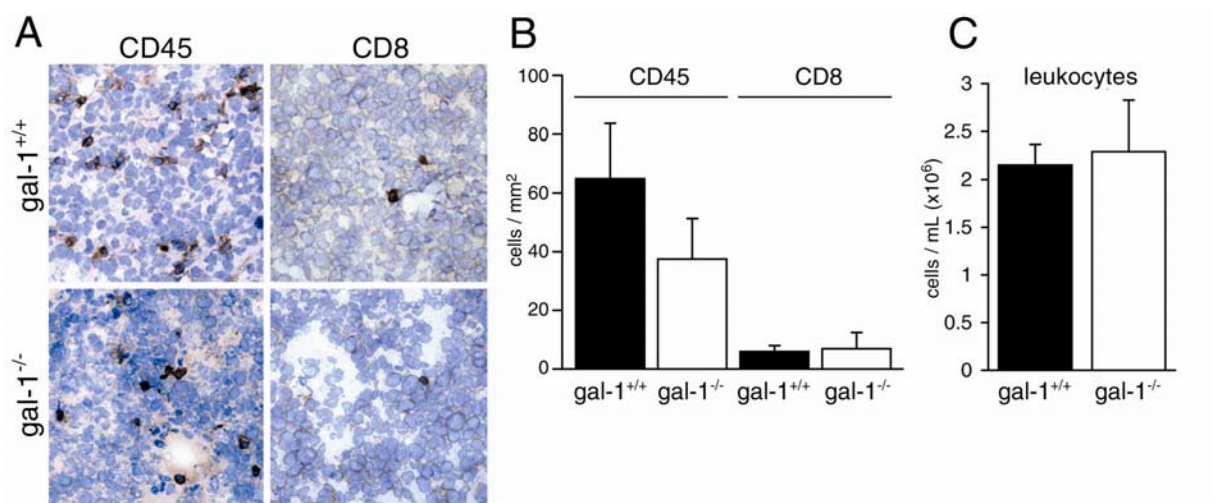 A
CD45 CD8
gal-1+/+
gal-1-/-
B
CD45 CD8
cells / mm2
100
80
60
40
20
0
gal-1+/+ gal-1-/- gal-1+/+ gal-1-/-
C
leukocytes
cells / mL (x106)
3
2.5
2
1.5
1
0.5
0
gal-1+/+ gal-1-/-